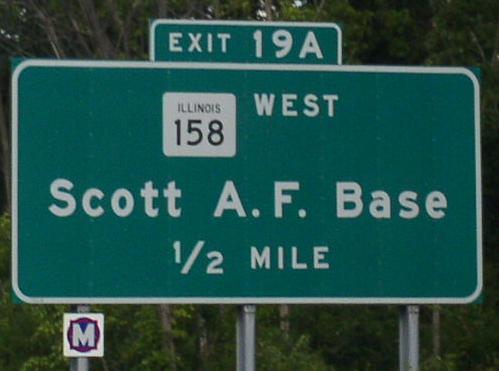 EXIT 19A
ILLINOIS
158 WEST
Scott A.F. Base
1/2 MILE
M